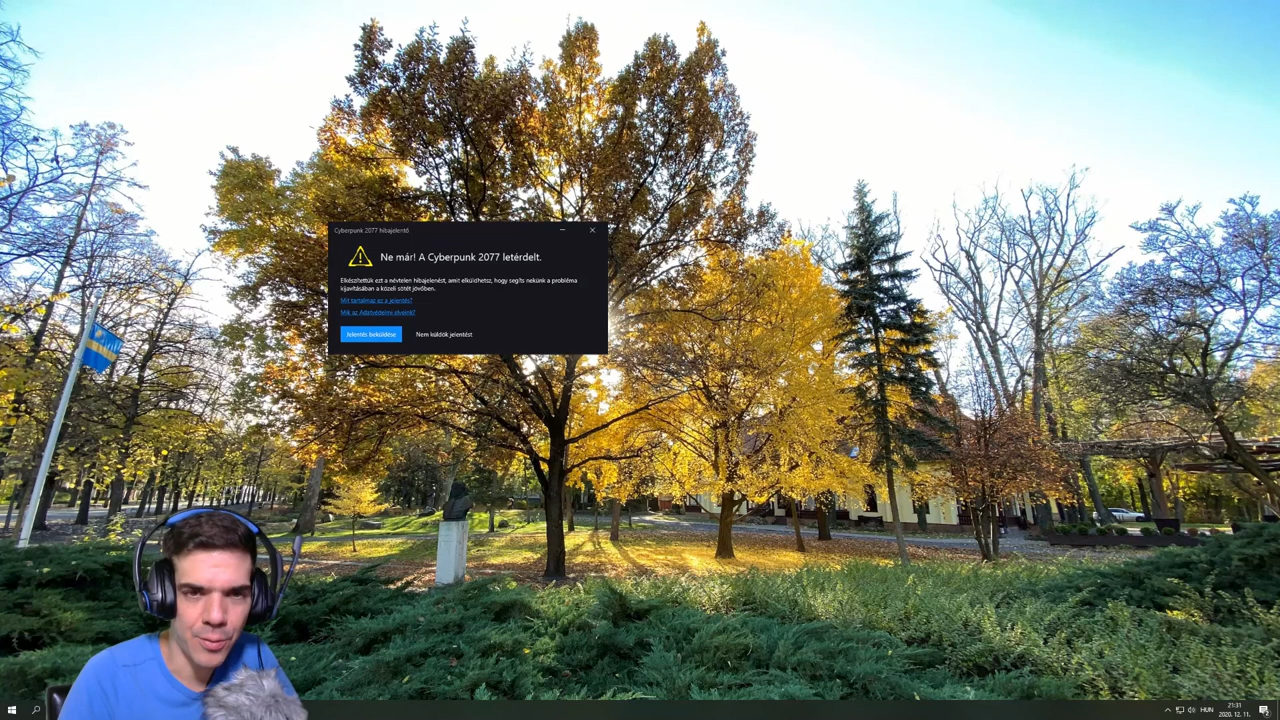 Cyberpunk 2077 hibajelentő
Ne már! A Cyberpunk 2077 letérdelt.
Elkészítettük ezt a névtelen hibajelenést, amit elküldhetsz, hogy segíts nekünk a probléma
kijavításában a közeli sötét jövőben.
Mit tartalmaz ez a jelentés?
Mik az Adatvédelmi elveink?
Jelentés beküldése
Nem küldök jelentést
HUN
21:31
2020. 12. 11.